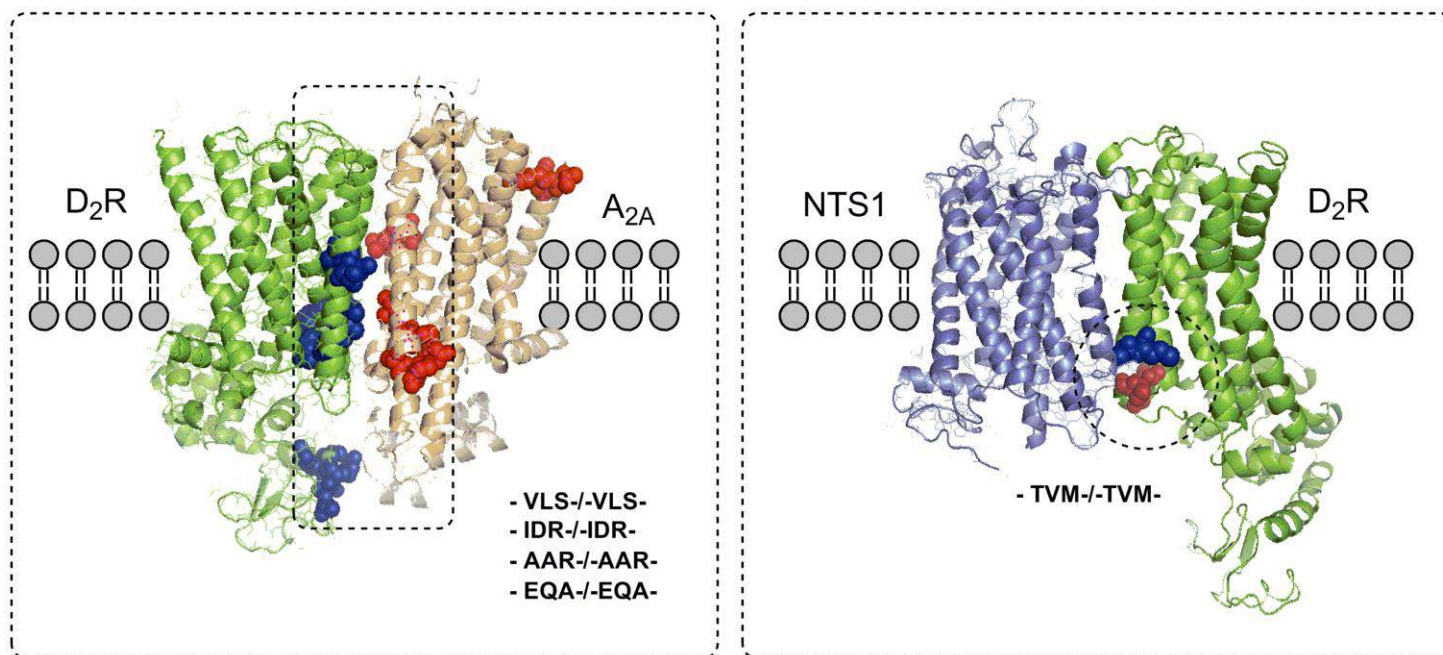 D₂R
A₂A
- VLS-/-VLS-
- IDR-/-IDR-
- AAR-/-AAR-
- EQA-/-EQA-
NTS1
D₂R
- TVM-/-TVM-